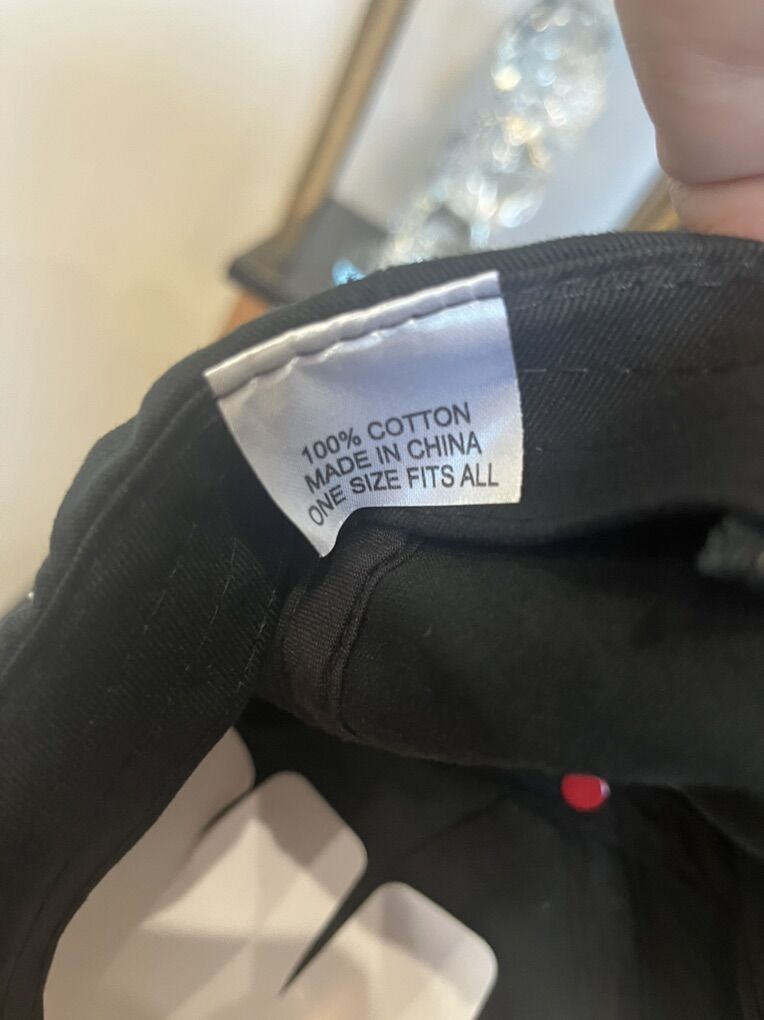 100% COTTON
MADE IN CHINA
ONE SIZE FITS ALL